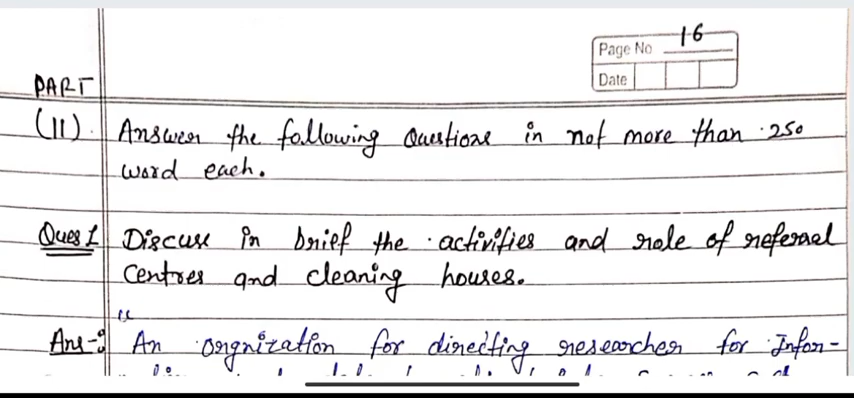 Page No 16
Date
PART
(II). Answer the following Questions in not more than 250
word each.
Ques 1 Discuss in brief the activities and role of referral
Centres and cleaning houses.
"
Ans-: An orgnization for directing researcher for Infor-